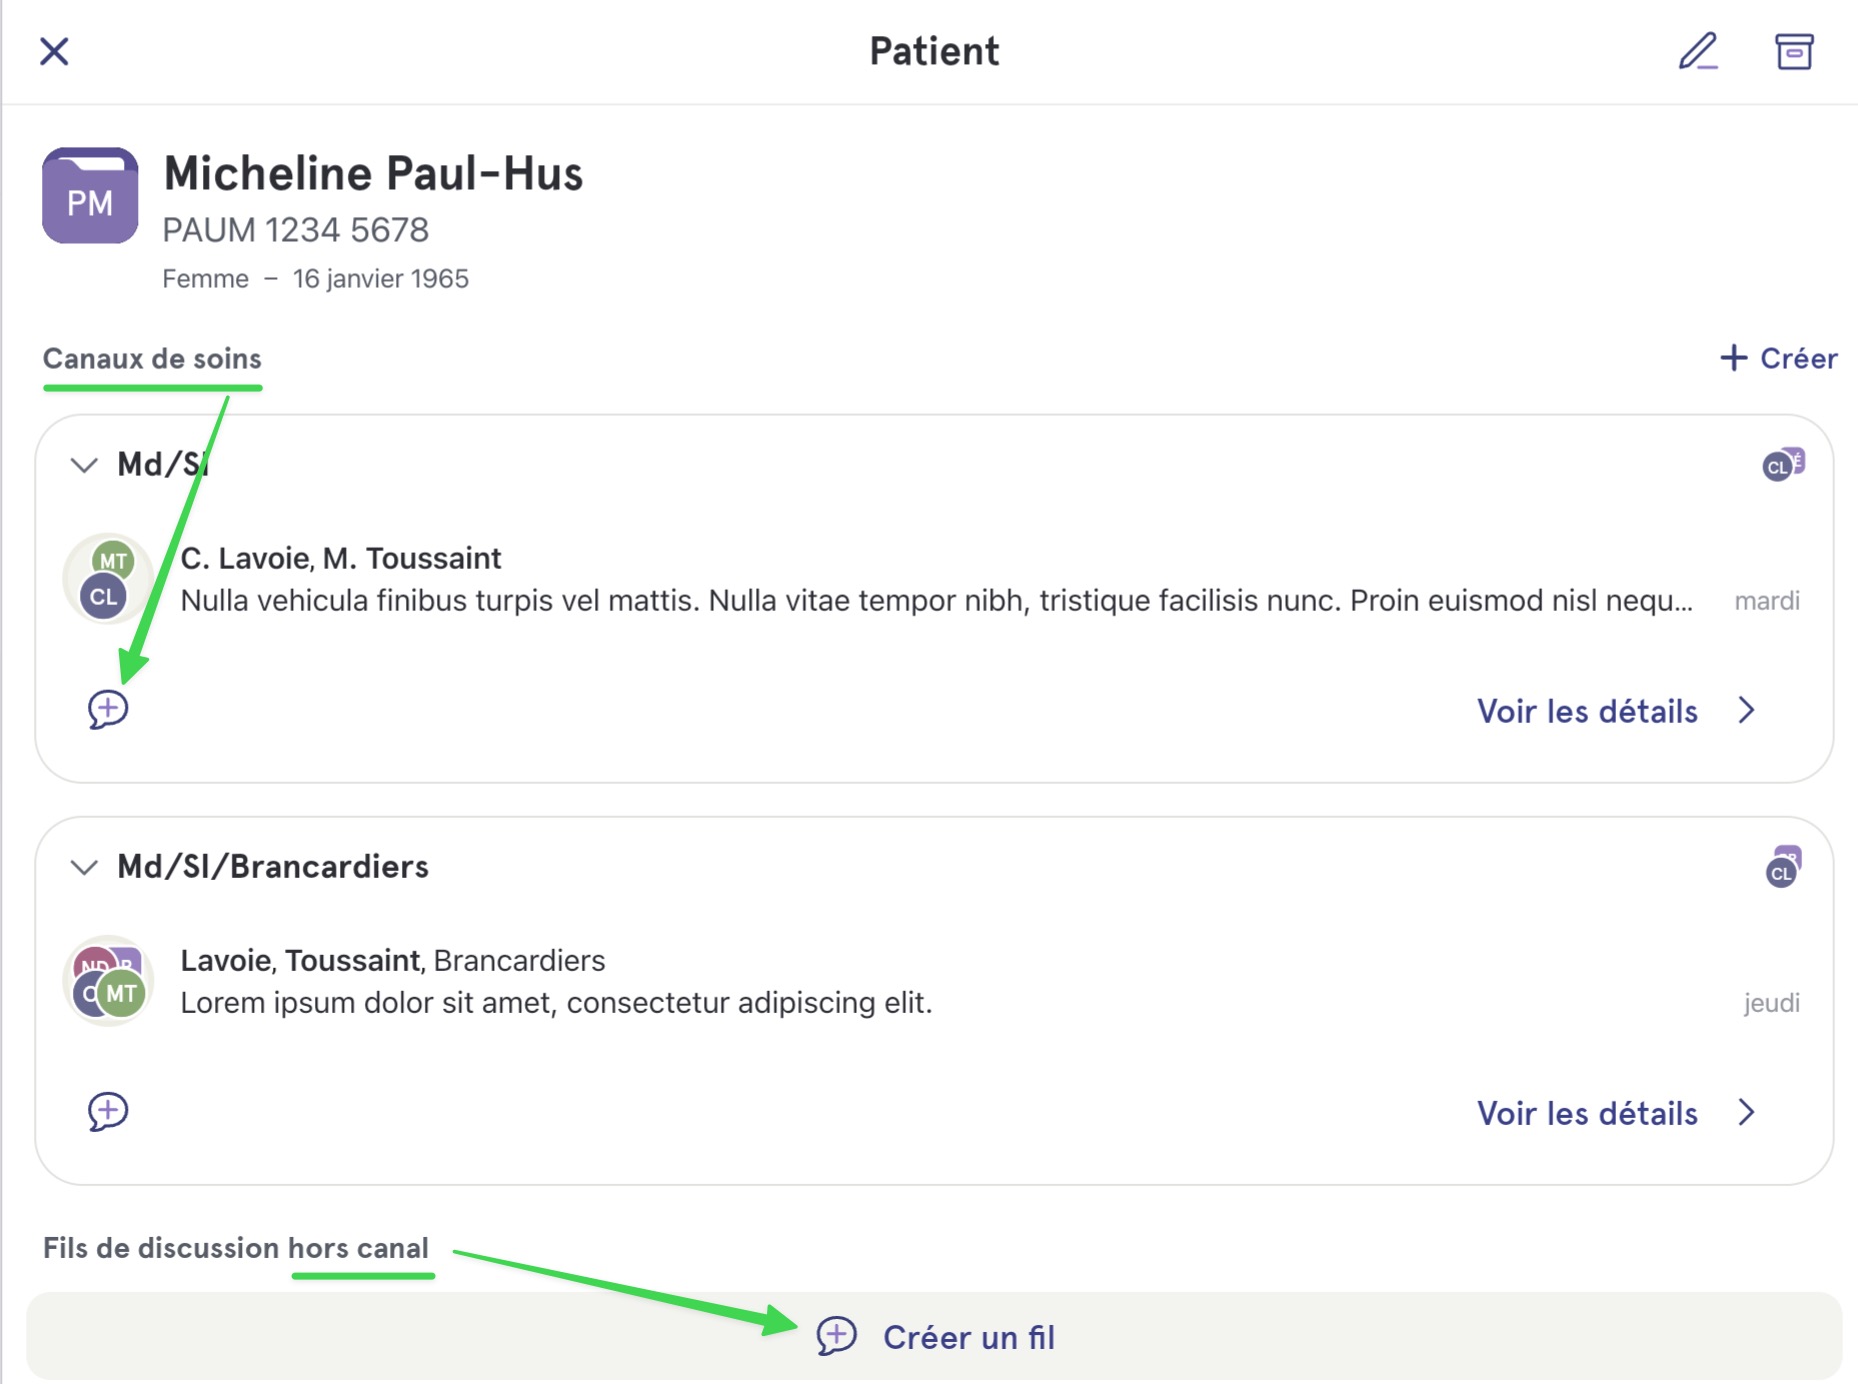 Patient
PM
Micheline Paul-Hus
PAUM 1234 5678
Femme – 16 janvier 1965
Canaux de soins
+ Créer
Md/SI
CL É
MT
CL
C. Lavoie, M. Toussaint
Nulla vehicula finibus turpis vel mattis. Nulla vitae tempor nibh, tristique facilisis nunc. Proin euismod nisl nequ... mardi
Voir les détails
Md/SI/Brancardiers
CL
MT
Lavoie, Toussaint, Brancardiers
Lorem ipsum dolor sit amet, consectetur adipiscing elit. jeudi
Voir les détails
Fils de discussion hors canal
Créer un fil